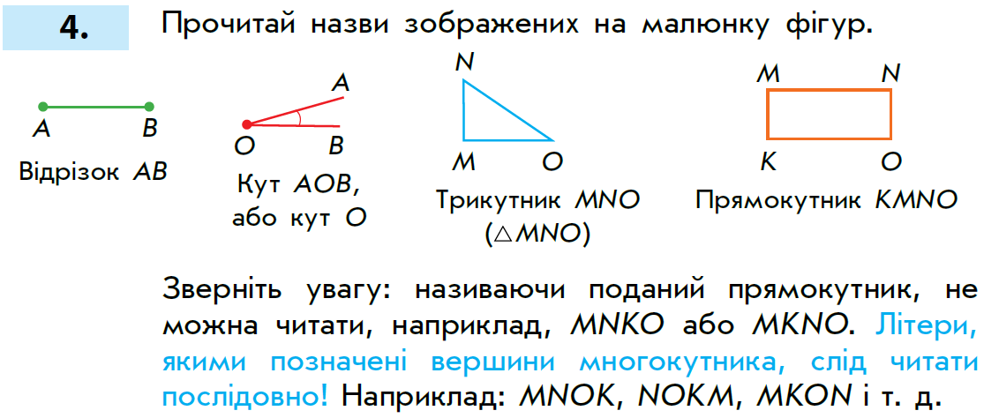 4.
Прочитай назви зображених на малюнку фігур.
A
B
Відрізок AB
A
O
B
Кут AOB,
або кут O
N
M
O
Трикутник MNO
(△MNO)
M
N
K
O
Прямокутник KMNO
Зверніть увагу: називаючи поданий прямокутник, не
можна читати, наприклад, MNKO або MKNO. Літери,
якими позначені вершини многокутника, слід читати
послідовно! Наприклад: MNOK, NOKM, MKON і т. д.